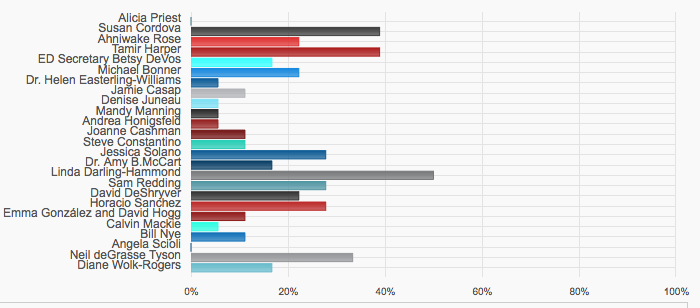 Alicia Priest
Susan Cordova
Ahniwake Rose
Tamir Harper
ED Secretary Betsy DeVos
Michael Bonner
Dr. Helen Easterling-Williams
Jamie Casap
Denise Juneau
Mandy Manning
Andrea Honigsfeld
Joanne Cashman
Steve Constantino
Jessica Solano
Dr. Amy B.McCart
Linda Darling-Hammond
Sam Redding
David DeShryver
Horacio Sanchez
Emma González and David Hogg
Calvin Mackie
Bill Nye
Angela Scioli
Neil deGrasse Tyson
Diane Wolk-Rogers
0% 20% 40% 60% 80% 100%